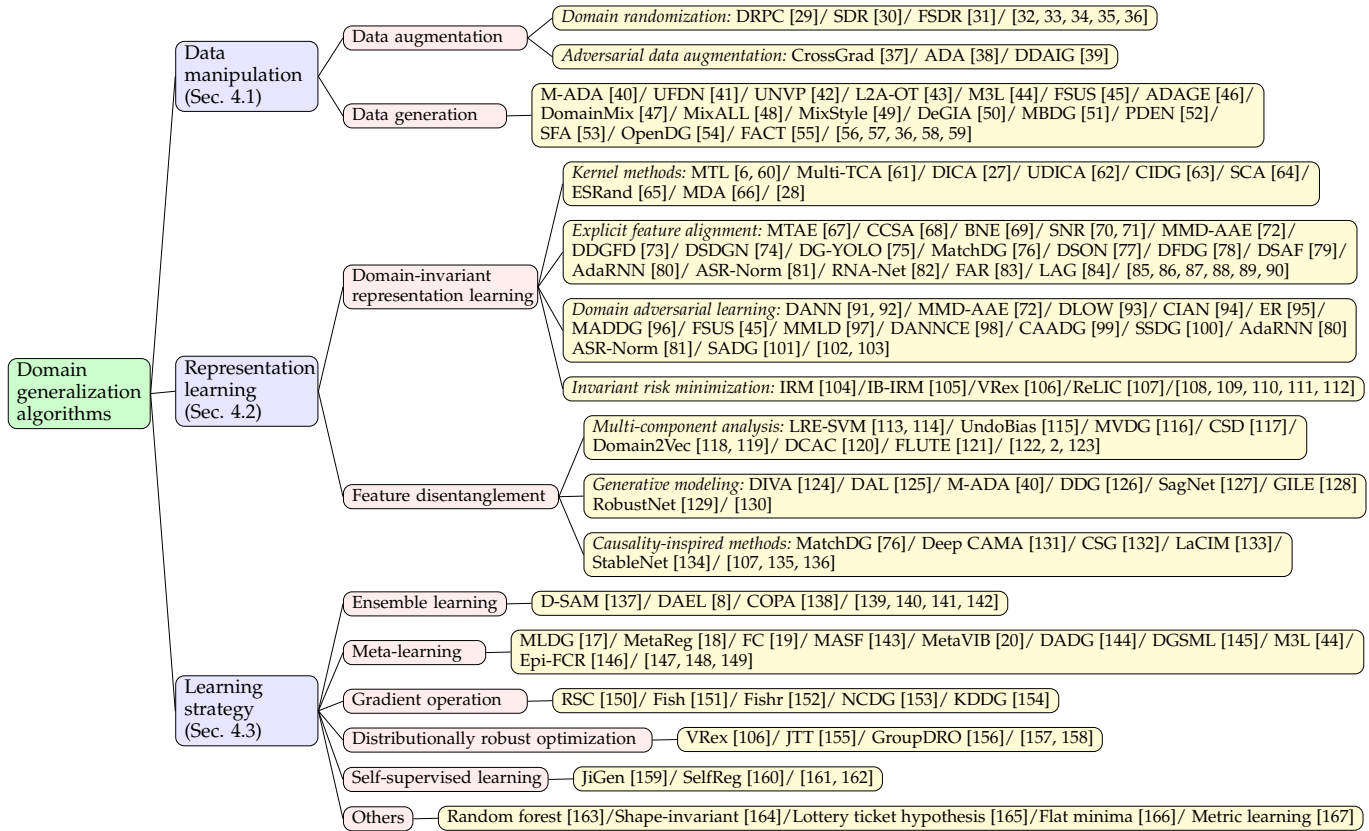 Domain
generalization
algorithms
Data
manipulation
(Sec. 4.1)
Data augmentation
Domain randomization: DRPC [29]/ SDR [30]/ FSDR [31]/ [32, 33, 34, 35, 36]
Adversarial data augmentation: CrossGrad [37]/ ADA [38]/ DDAIG [39]
Data generation
M-ADA [40]/ UFDN [41]/ UNVP [42]/ L2A-OT [43]/ M3L [44]/ FSUS [45]/ ADAGE [46]/
DomainMix [47]/ MixALL [48]/ MixStyle [49]/ DeGIA [50]/ MBDG [51]/ PDEN [52]/
SFA [53]/ OpenDG [54]/ FACT [55]/ [56, 57, 36, 58, 59]
Representation
learning
(Sec. 4.2)
Domain-invariant
representation learning
Kernel methods: MTL [6, 60]/ Multi-TCA [61]/ DICA [27]/ UDICA [62]/ CIDG [63]/ SCA [64]/
ESRand [65]/ MDA [66]/ [28]
Explicit feature alignment: MTAE [67]/ CCSA [68]/ BNE [69]/ SNR [70, 71]/ MMD-AAE [72]/
DDGFD [73]/ DSDGN [74]/ DG-YOLO [75]/ MatchDG [76]/ DSON [77]/ DFDG [78]/ DSAF [79]/
AdaRNN [80]/ ASR-Norm [81]/ RNA-Net [82]/ FAR [83]/ LAG [84]/ [85, 86, 87, 88, 89, 90]
Domain adversarial learning: DANN [91, 92]/ MMD-AAE [72]/ DLOW [93]/ CIAN [94]/ ER [95]/
MADDG [96]/ FSUS [45]/ MMLD [97]/ DANNCE [98]/ CAADG [99]/ SSDG [100]/ AdaRNN [80]
ASR-Norm [81]/ SADG [101]/ [102, 103]
Invariant risk minimization: IRM [104]/IB-IRM [105]/VRex [106]/ReLIC [107]/[108, 109, 110, 111, 112]
Feature disentanglement
Multi-component analysis: LRE-SVM [113, 114]/ UndoBias [115]/ MVDG [116]/ CSD [117]/
Domain2Vec [118, 119]/ DCAC [120]/ FLUTE [121]/ [122, 2, 123]
Generative modeling: DIVA [124]/ DAL [125]/ M-ADA [40]/ DDG [126]/ SagNet [127]/ GILE [128]
RobustNet [129]/ [130]
Causality-inspired methods: MatchDG [76]/ Deep CAMA [131]/ CSG [132]/ LaCIM [133]/
StableNet [134]/ [107, 135, 136]
Learning
strategy
(Sec. 4.3)
Ensemble learning
D-SAM [137]/ DAEL [8]/ COPA [138]/ [139, 140, 141, 142]
Meta-learning
MLDG [17]/ MetaReg [18]/ FC [19]/ MASF [143]/ MetaVIB [20]/ DADG [144]/ DGSML [145]/ M3L [44]/
Epi-FCR [146]/ [147, 148, 149]
Gradient operation
RSC [150]/ Fish [151]/ Fishr [152]/ NCDG [153]/ KDDG [154]
Distributionally robust optimization
VRex [106]/ JTT [155]/ GroupDRO [156]/ [157, 158]
Self-supervised learning
JiGen [159]/ SelfReg [160]/ [161, 162]
Others
Random forest [163]/Shape-invariant [164]/Lottery ticket hypothesis [165]/Flat minima [166]/ Metric learning [167]